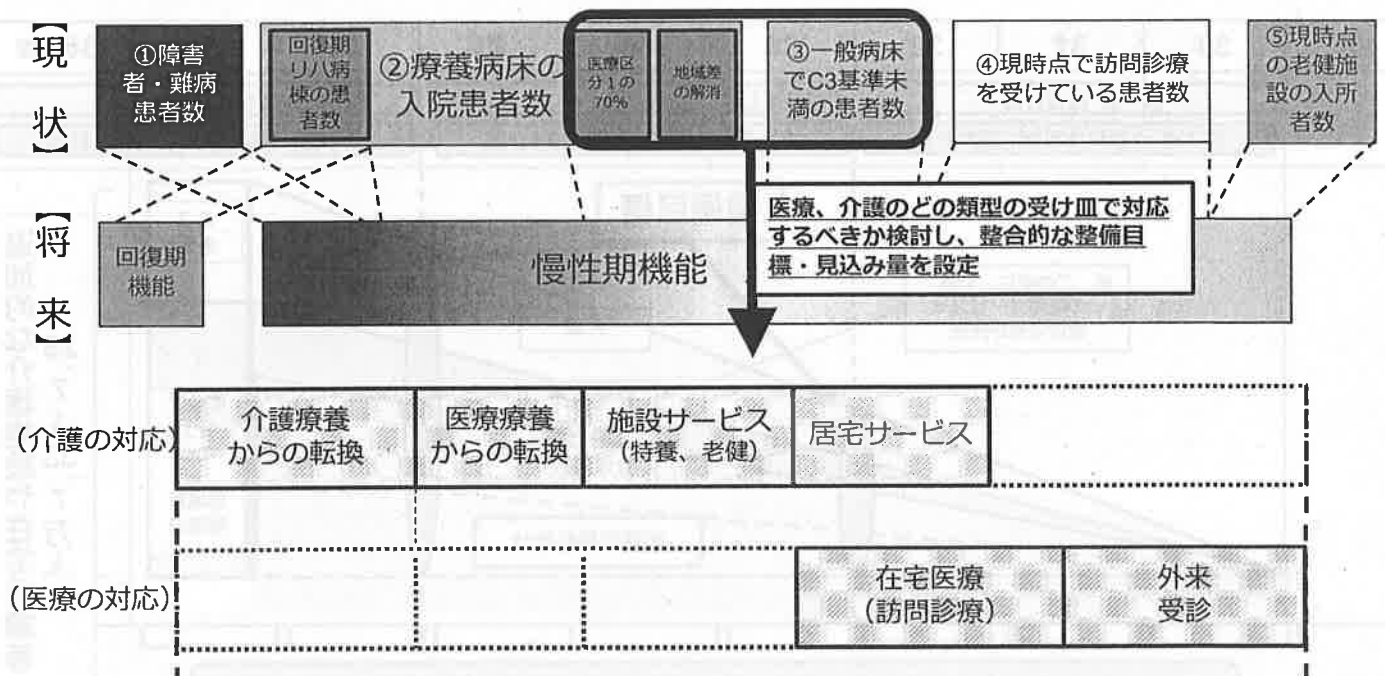 【現状】
①障害
者・難病
患者数
回復期
リハ病
棟の患
者数
②療養病床の
入院患者数
医療区
分1の
70%
地域差
の解消
③一般病床
でC3基準未
満の患者数
④現時点で訪問診療
を受けている患者数
⑤現時点
の老健施
設の入所
者数
【将来】
回復期
機能
慢性期機能
医療、介護のどの類型の受け皿で対応
するべきか検討し、整合的な整備目
標・見込み量を設定
（介護の対応）
介護療養
からの転換
医療療養
からの転換
施設サービス
（特養、老健）
居宅サービス
（医療の対応）
在宅医療
（訪問診療）
外来
受診